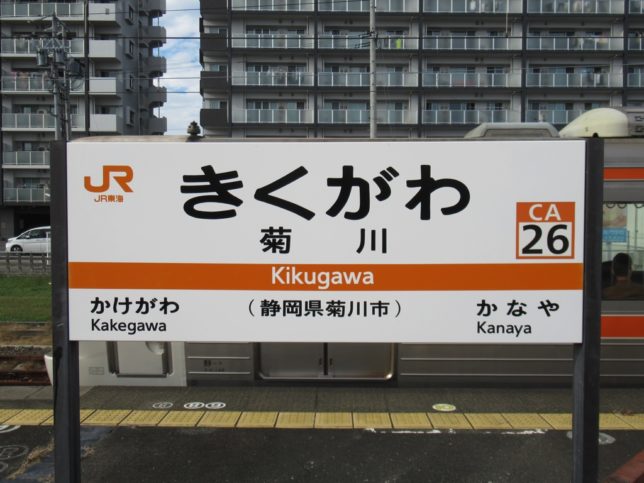 JR
JR東海
きくがわ
菊川
CA
26
Kikugawa
かけがわ
Kakegawa
(静岡県菊川市)
かなや
Kanaya